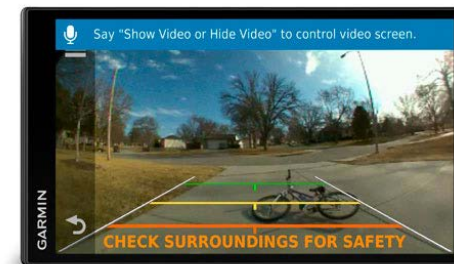 Say "Show Video or Hide Video" to control video screen.
GARMIN
CHECK SURROUNDINGS FOR SAFETY